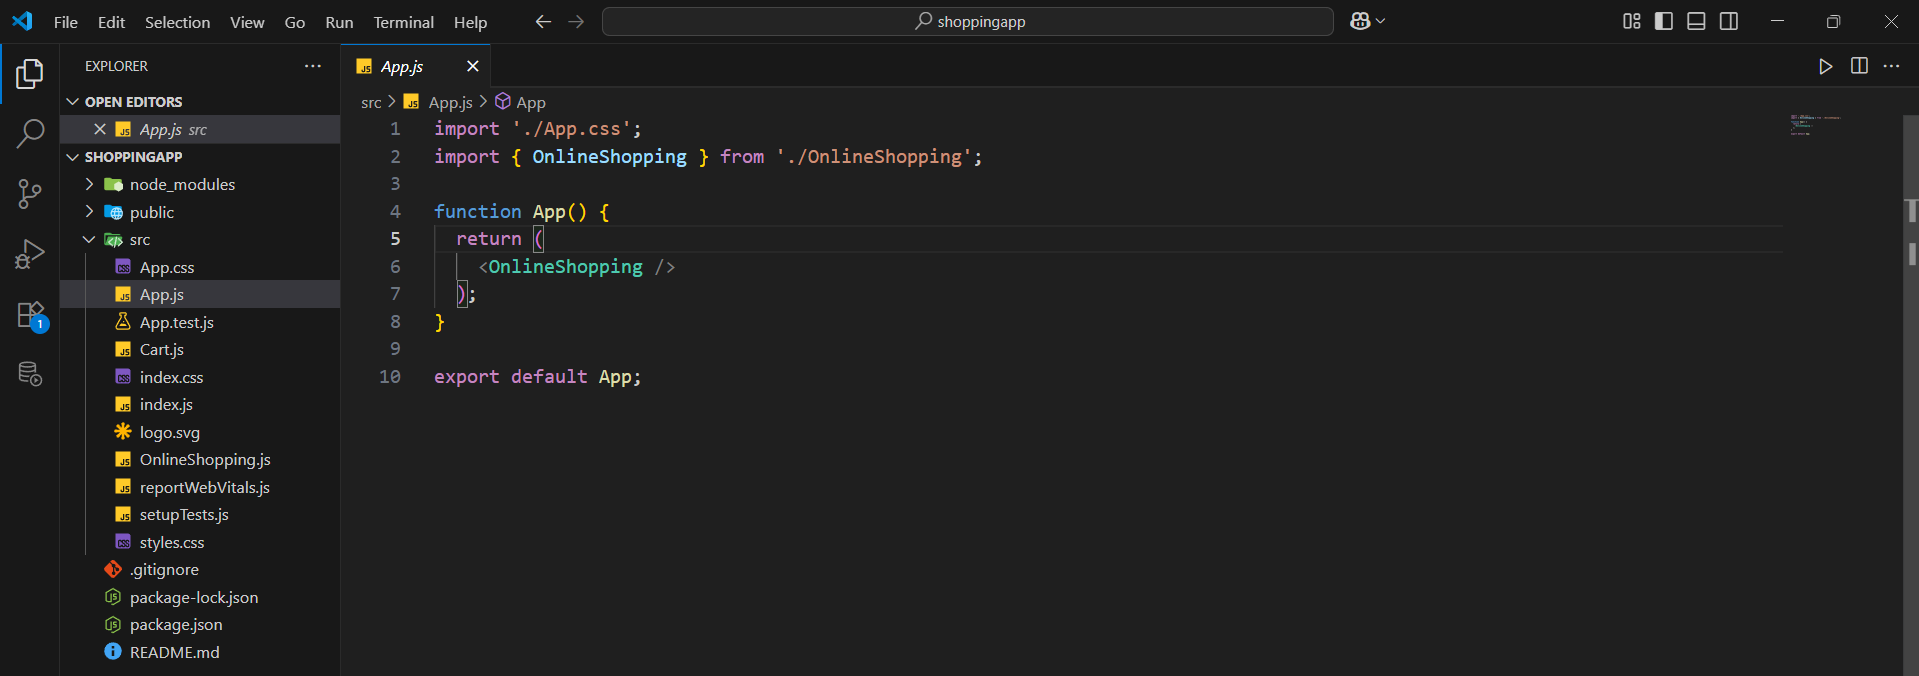 File Edit Selection View Go Run Terminal Help
shoppingapp
EXPLORER
OPEN EDITORS
App.js src
SHOPPINGAPP
node_modules
public
src
App.css
App.js
App.test.js
Cart.js
index.css
index.js
logo.svg
OnlineShopping.js
reportWebVitals.js
setupTests.js
styles.css
.gitignore
package-lock.json
package.json
README.md
1
App.js
src > App.js > App
1 import './App.css';
2 import { OnlineShopping } from './OnlineShopping';
3
4 function App() {
5   return (
6     <OnlineShopping />
7   );
8 }
9
10 export default App;